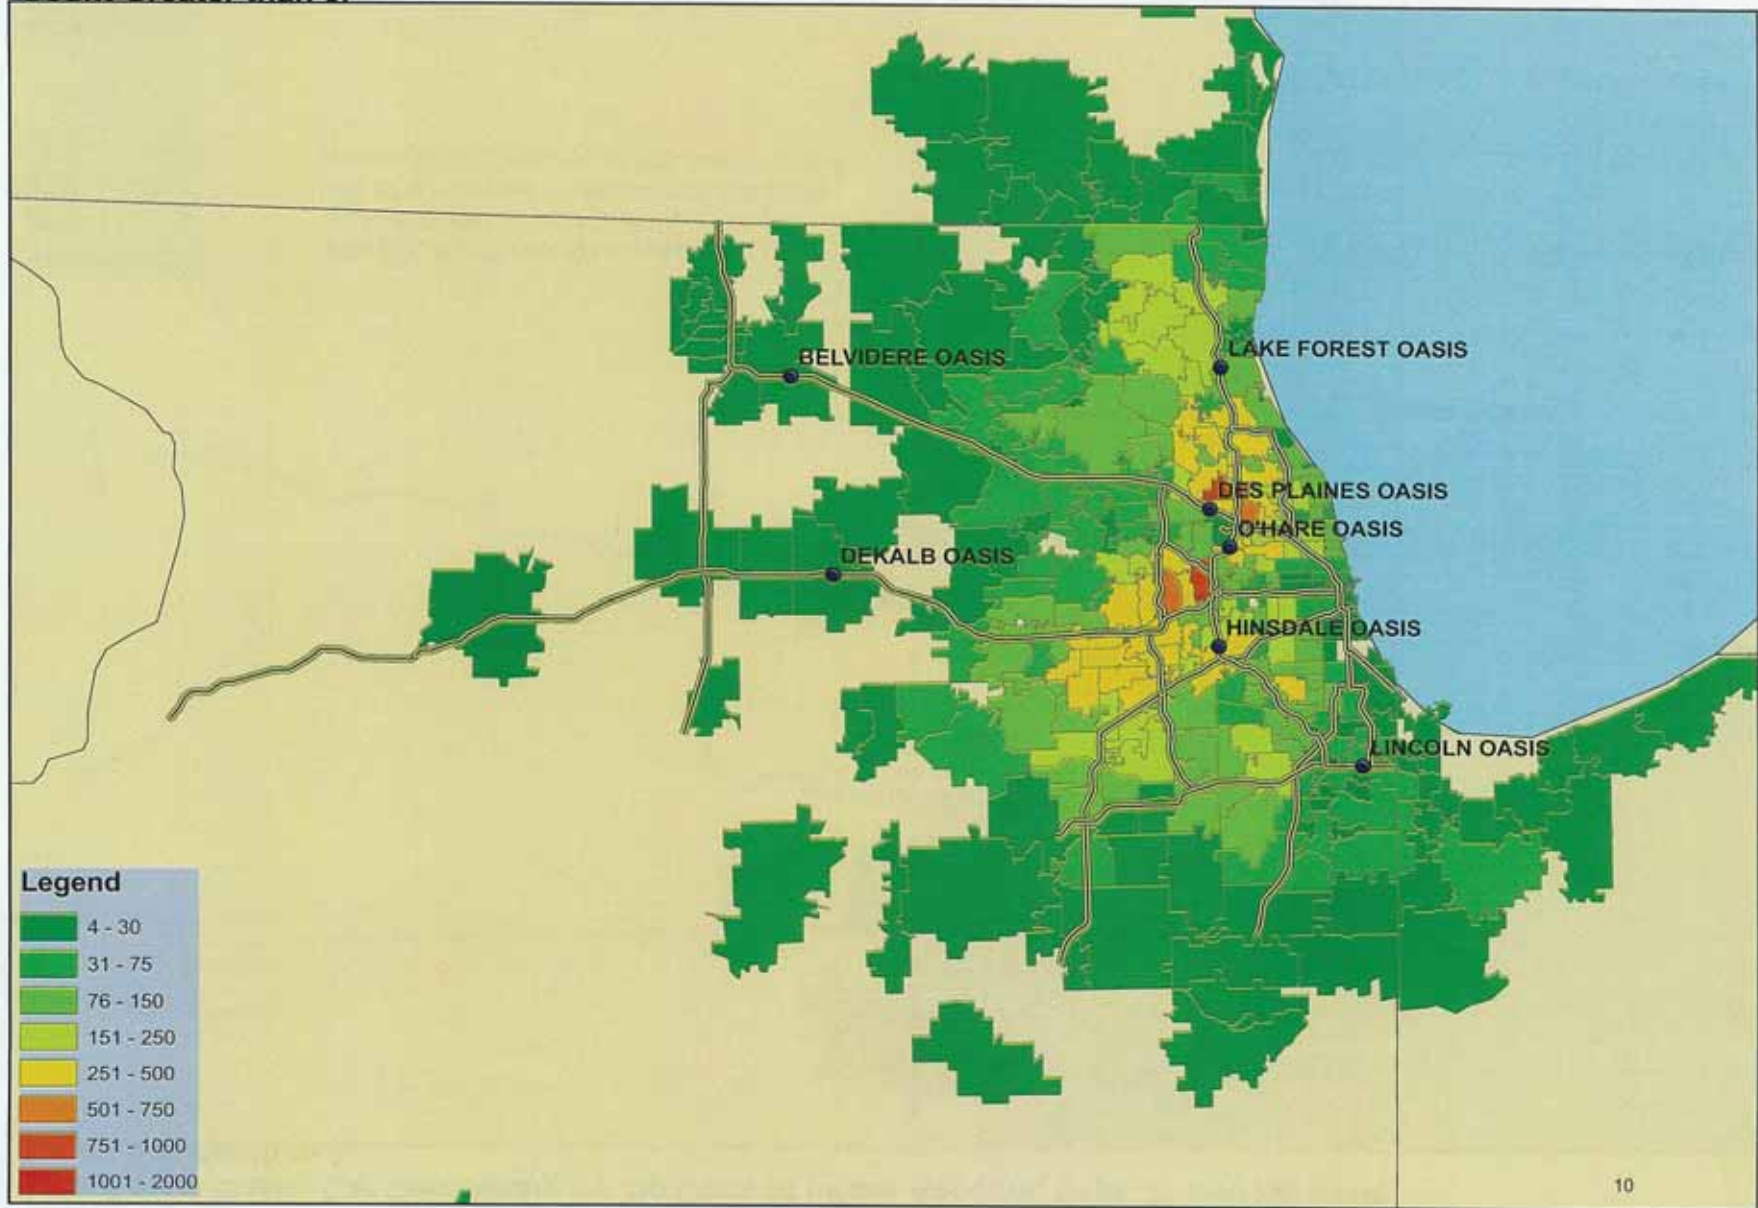 BELVIDERE OASIS
LAKE FOREST OASIS
DES PLAINES OASIS
O'HARE OASIS
DEKALB OASIS
HINSDALE OASIS
LINCOLN OASIS
Legend
4 - 30
31 - 75
76 - 150
151 - 250
251 - 500
501 - 750
751 - 1000
1001 - 2000
10